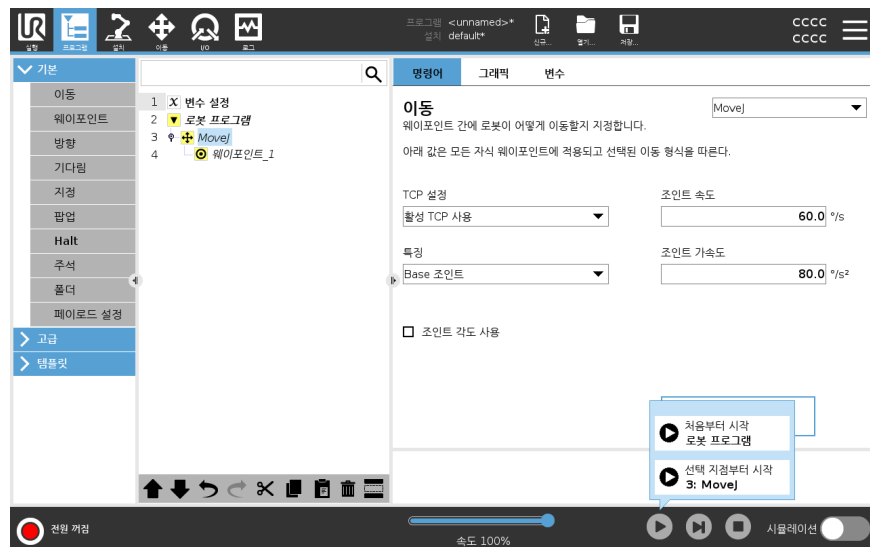 UR
실행
프로그램
설치
이동
I/O
로그
프로그램 <unnamed>*
설치 default*
신규...
열기...
저장...
CCCC
CCCC
기본
이동
웨이포인트
방향
기다림
지정
팝업
Halt
주석
폴더
페이로드 설정
고급
템플릿
1 X 변수 설정
2 로봇 프로그램
3 MoveJ
4 웨이포인트_1
명령어 그래픽 변수
이동
MoveJ
웨이포인트 간에 로봇이 어떻게 이동할지 지정합니다.
아래 값은 모든 자식 웨이포인트에 적용되고 선택된 이동 형식을 따른다.
TCP 설정
활성 TCP 사용
조인트 속도
60.0 °/s
특징
Base 조인트
조인트 가속도
80.0 °/s²
조인트 각도 사용
처음부터 시작
로봇 프로그램
선택 지점부터 시작
3: MoveJ
전원 꺼짐
속도 100%
시뮬레이션